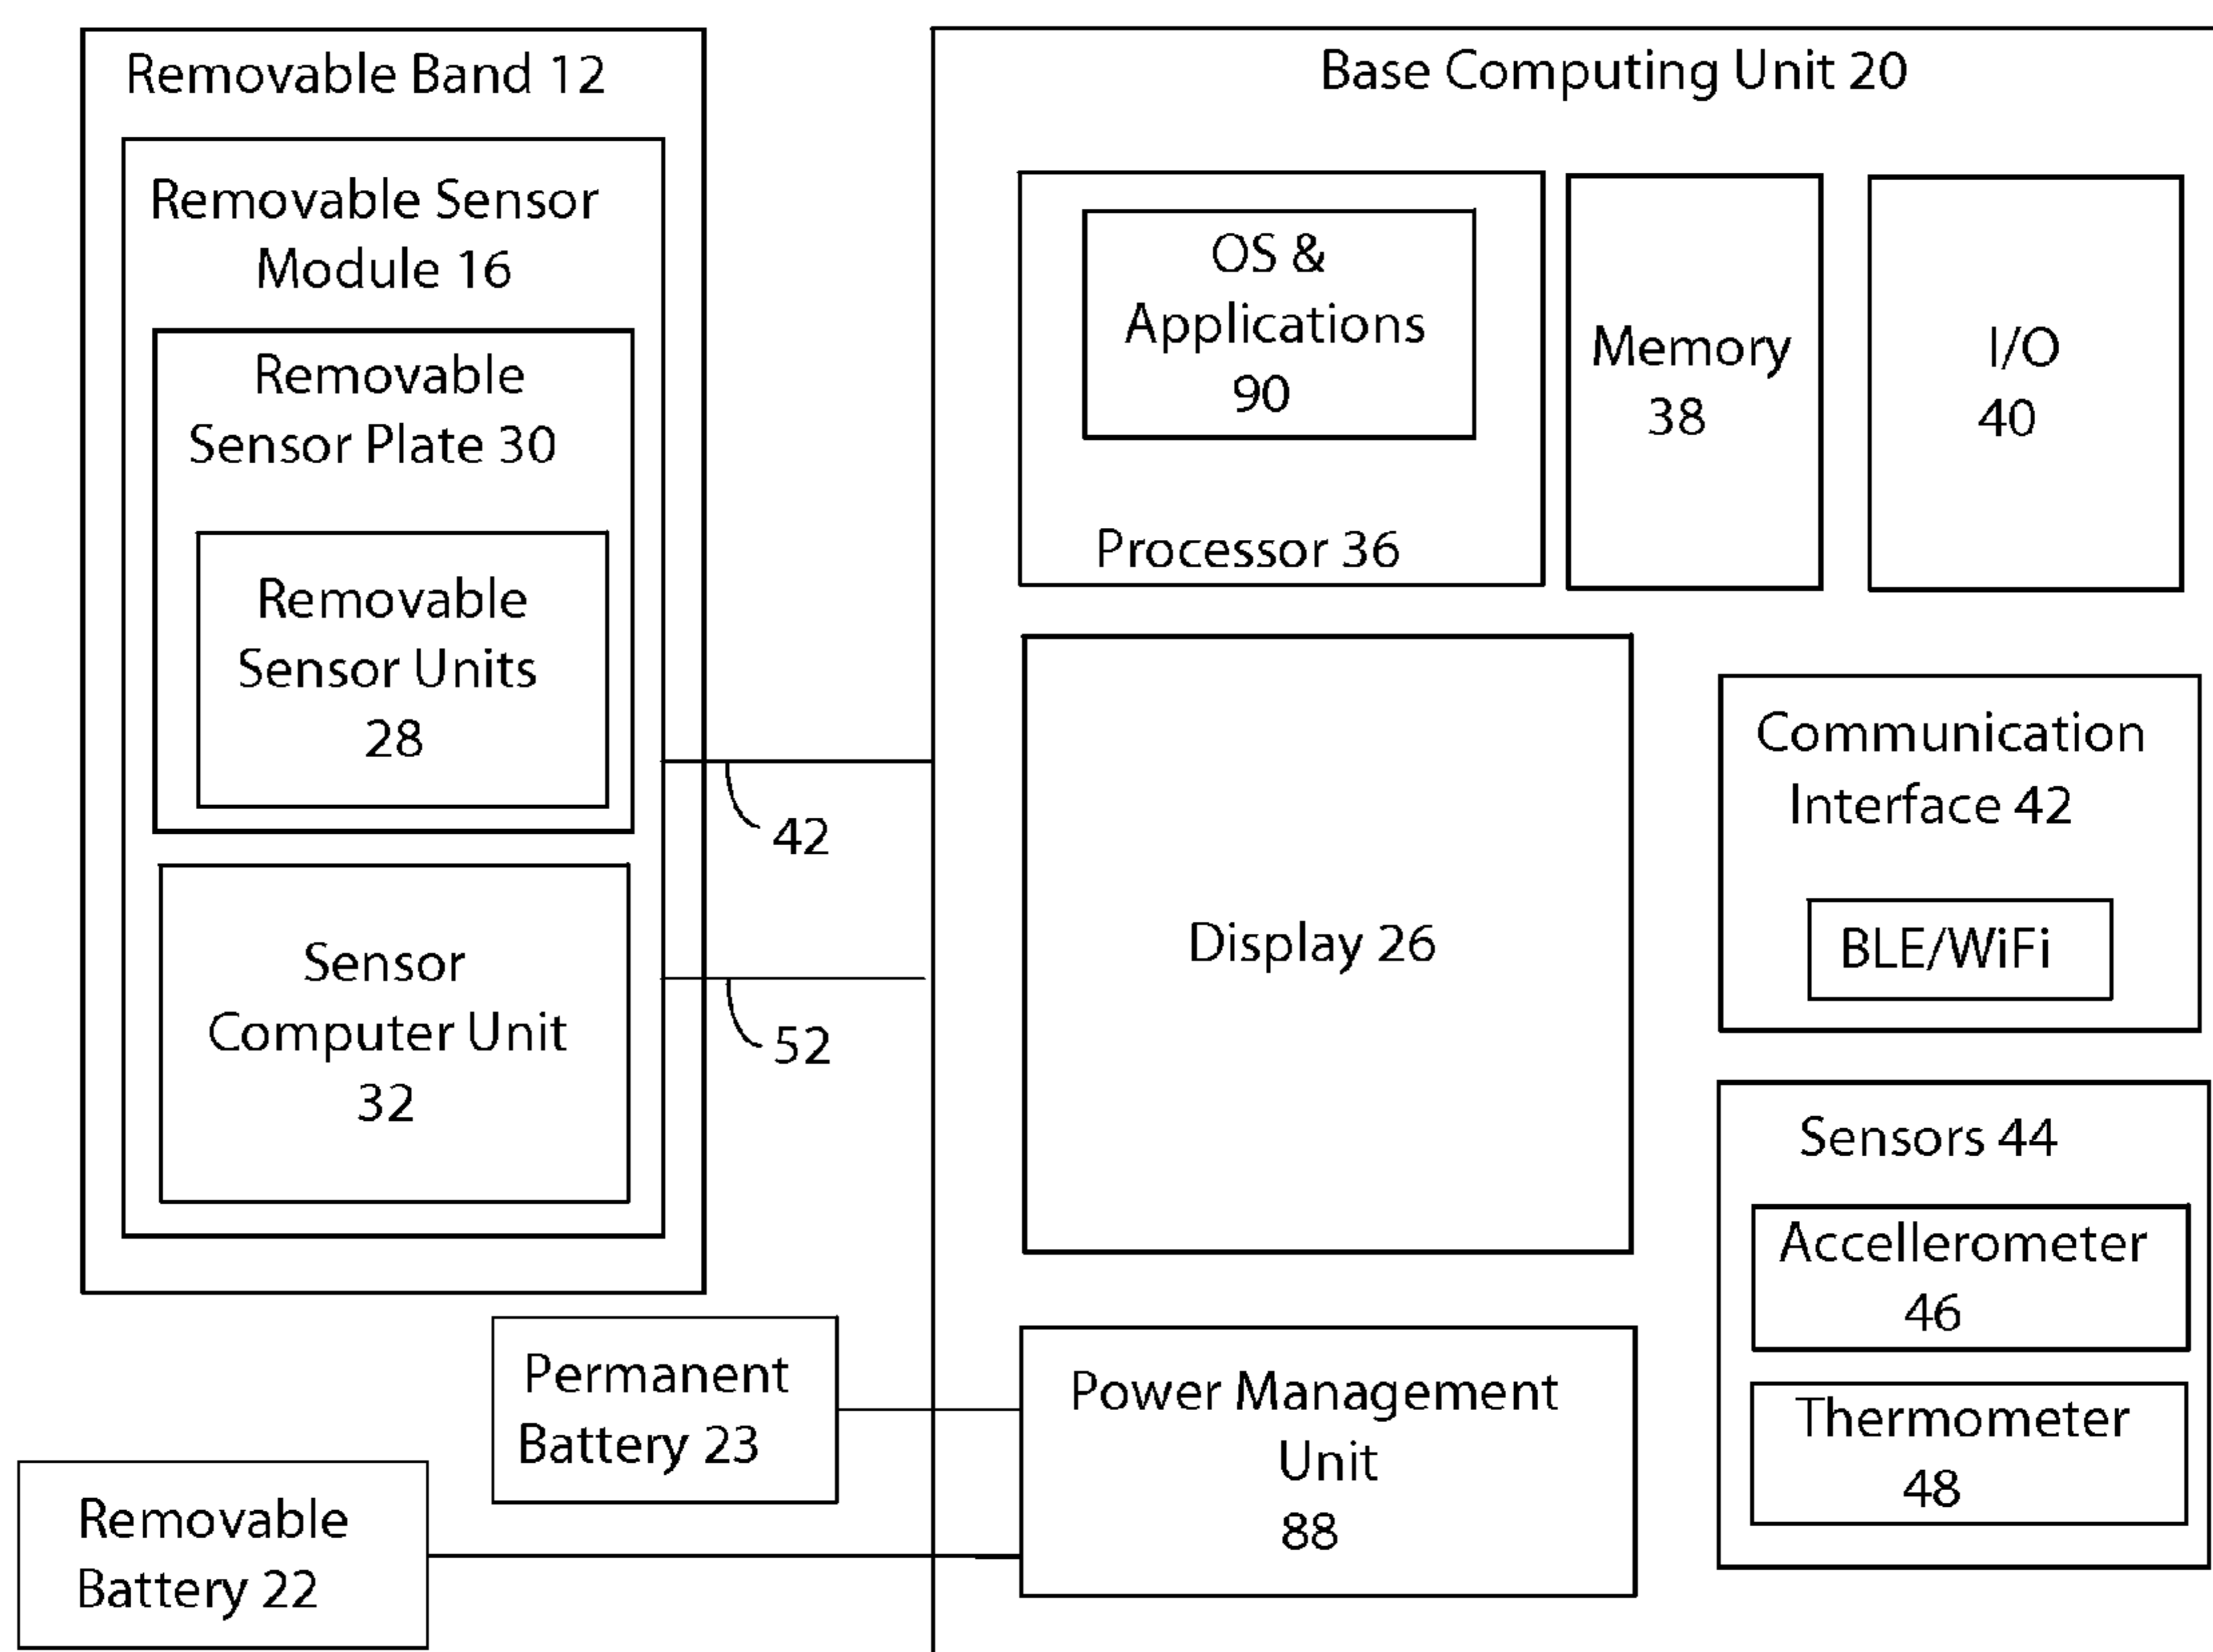 Removable Band 12
Removable Sensor
Module 16
Removable
Sensor Plate 30
Removable
Sensor Units
28
Sensor
Computer Unit
32
42
52
Permanent
Battery 23
Removable
Battery 22
Base Computing Unit 20
OS &
Applications
90
Processor 36
Memory
38
I/O
40
Display 26
Communication
Interface 42
BLE/WiFi
Sensors 44
Accellerometer
46
Thermometer
48
Power Management
Unit
88